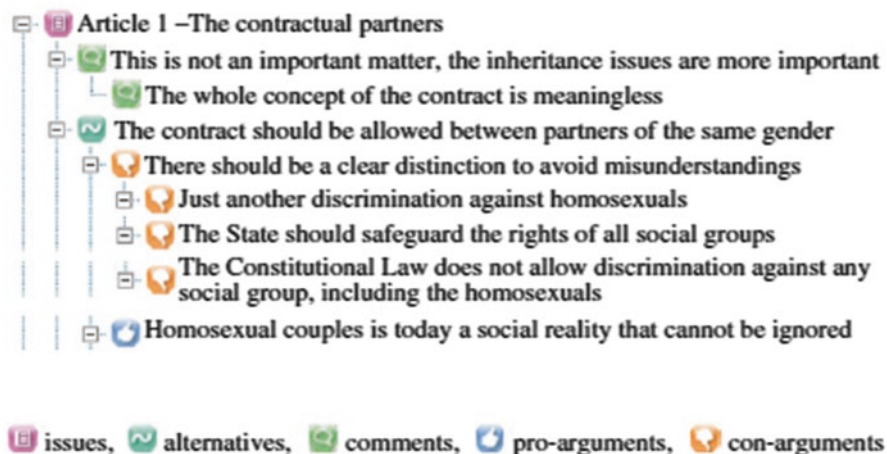 Article 1 –The contractual partners
This is not an important matter, the inheritance issues are more important
The whole concept of the contract is meaningless
The contract should be allowed between partners of the same gender
There should be a clear distinction to avoid misunderstandings
Just another discrimination against homosexuals
The State should safeguard the rights of all social groups
The Constitutional Law does not allow discrimination against any
social group, including the homosexuals
Homosexual couples is today a social reality that cannot be ignored
issues, alternatives, comments, pro-arguments, con-arguments